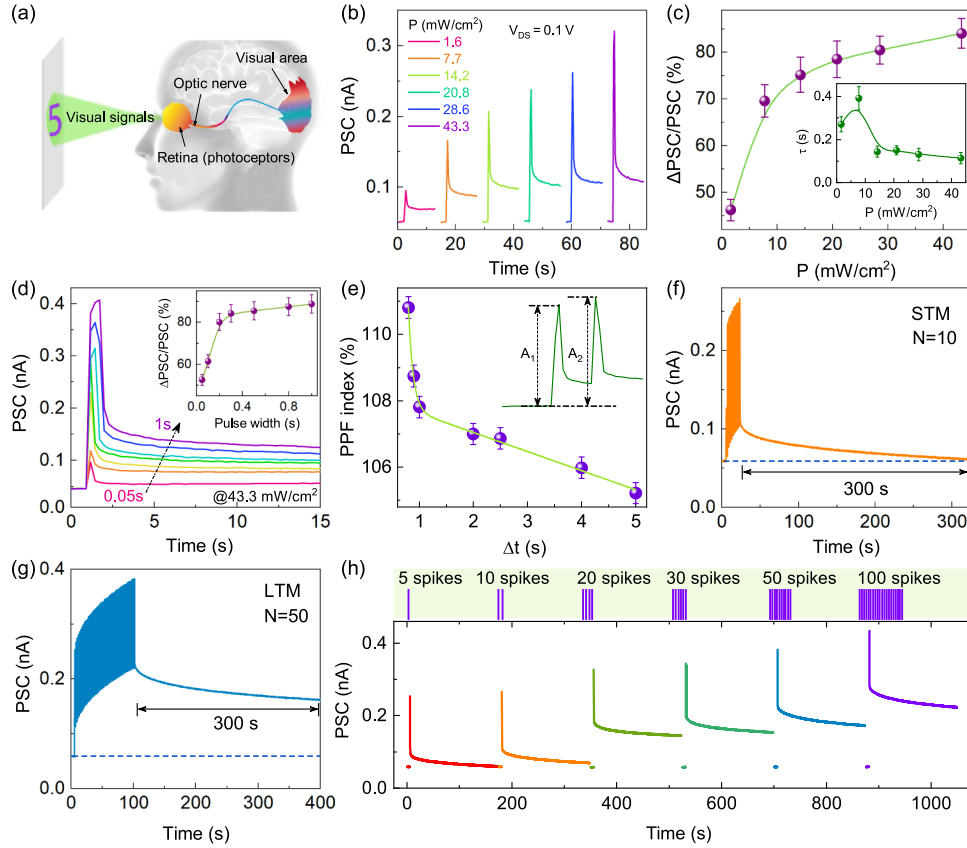 (a)
Visual area
Optic nerve
5
Visual signals
Retina (photoceptors)
(b)
P (mW/cm²)
V_DS = 0.1 V
1.6
7.7
14.2
20.8
28.6
43.3
PSC (nA)
0.3
0.2
0.1
0 20 40 60 80
Time (s)
(c)
ΔPSC/PSC (%)
80
70
60
50
40
τ (s)
0.4
0.2
0.0
0 10 20 30 40
P (mW/cm²)
0 10 20 30 40
P (mW/cm²)
(d)
PSC (nA)
0.4
0.3
0.2
0.1
0.0
ΔPSC/PSC (%)
80
60
0.0 0.4 0.8
Pulse width (s)
1s
0.05s
@43.3 mW/cm²
0 5 10 15
Time (s)
(e)
PPF index (%)
110
108
106
A₁
A₂
1 2 3 4 5
Δt (s)
(f)
STM
N=10
PSC (nA)
0.2
0.1
0.0
300 s
0 100 200 300
Time (s)
(g)
LTM
N=50
PSC (nA)
0.4
0.2
0.0
300 s
0 100 200 300 400
Time (s)
(h)
5 spikes 10 spikes 20 spikes 30 spikes 50 spikes 100 spikes
PSC (nA)
0.4
0.2
0.0
0 200 400 600 800 1000
Time (s)